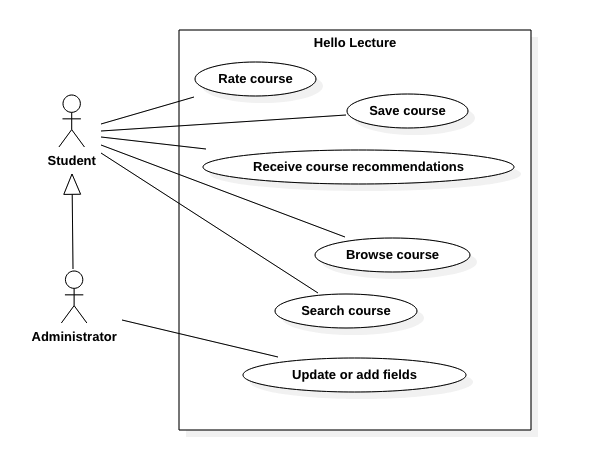 Hello Lecture
Rate course
Save course
Student
Receive course recommendations
Browse course
Search course
Administrator
Update or add fields